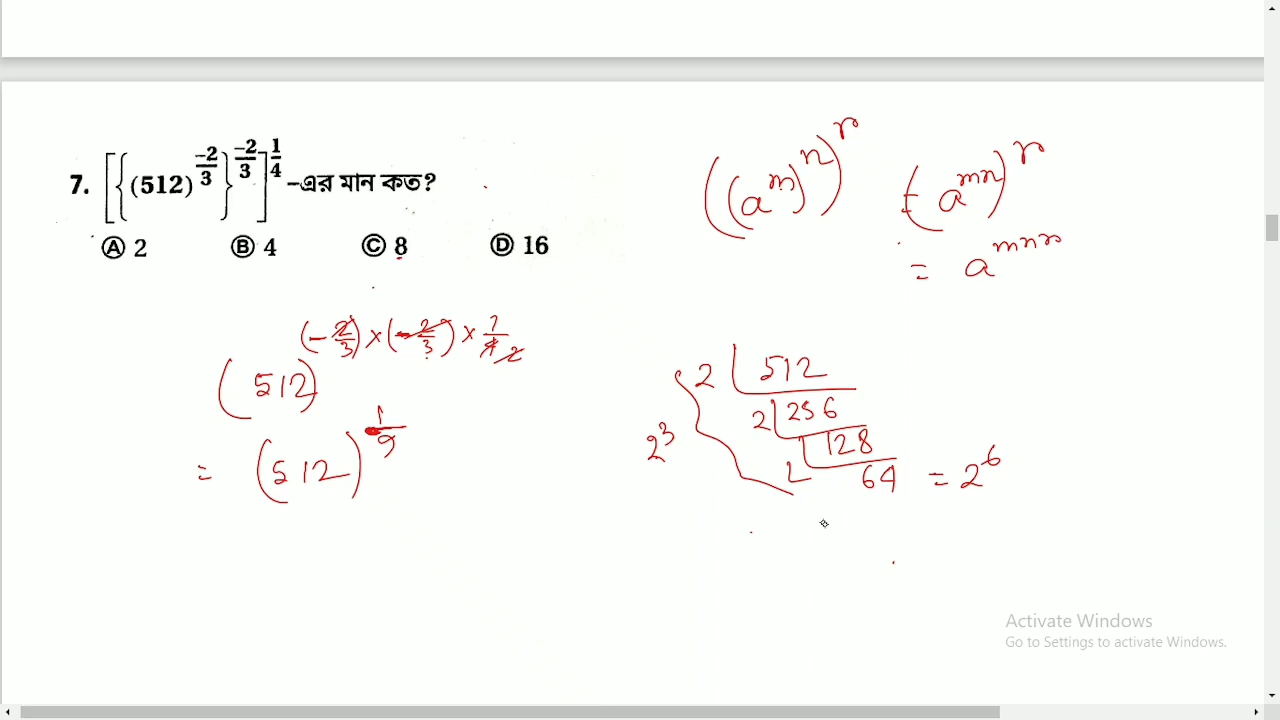 7. [{(512)^(-2/3)}^(-2/3)]^(1/4) -এর মান কত?
Ⓐ 2 Ⓑ 4 Ⓒ 8 Ⓓ 16
((a^m)^n)^r = (a^mn)^r
= a^mnr
(512)^((-2/3)×(-2/3)×1/4 2)
= (512)^(1/9)
2 | 512
2 | 256
2 | 128
64 = 2^6
2^3
Activate Windows
Go to Settings to activate Windows.